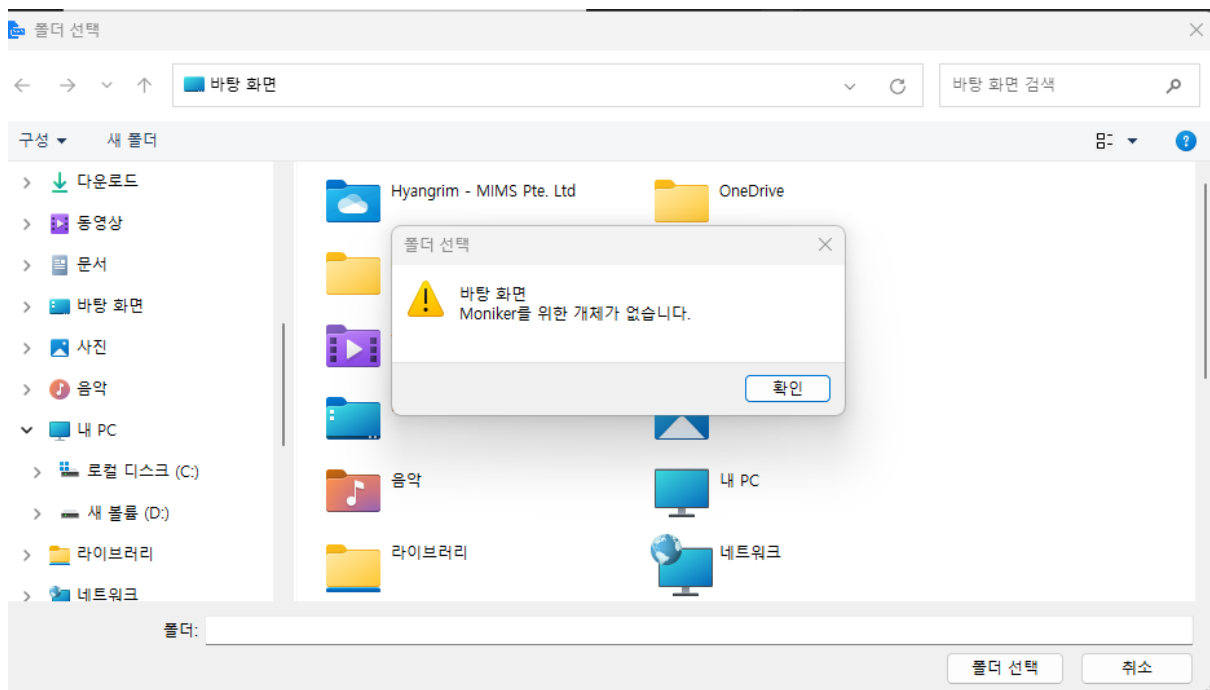 폴더 선택
바탕 화면
바탕 화면 검색
구성
새 폴더
다운로드
동영상
문서
바탕 화면
사진
음악
내 PC
로컬 디스크 (C:)
새 볼륨 (D:)
라이브러리
네트워크
Hyangrim - MIMS Pte. Ltd
OneDrive
폴더 선택
바탕 화면
Moniker를 위한 개체가 없습니다.
확인
음악
내 PC
라이브러리
네트워크
폴더:
폴더 선택
취소